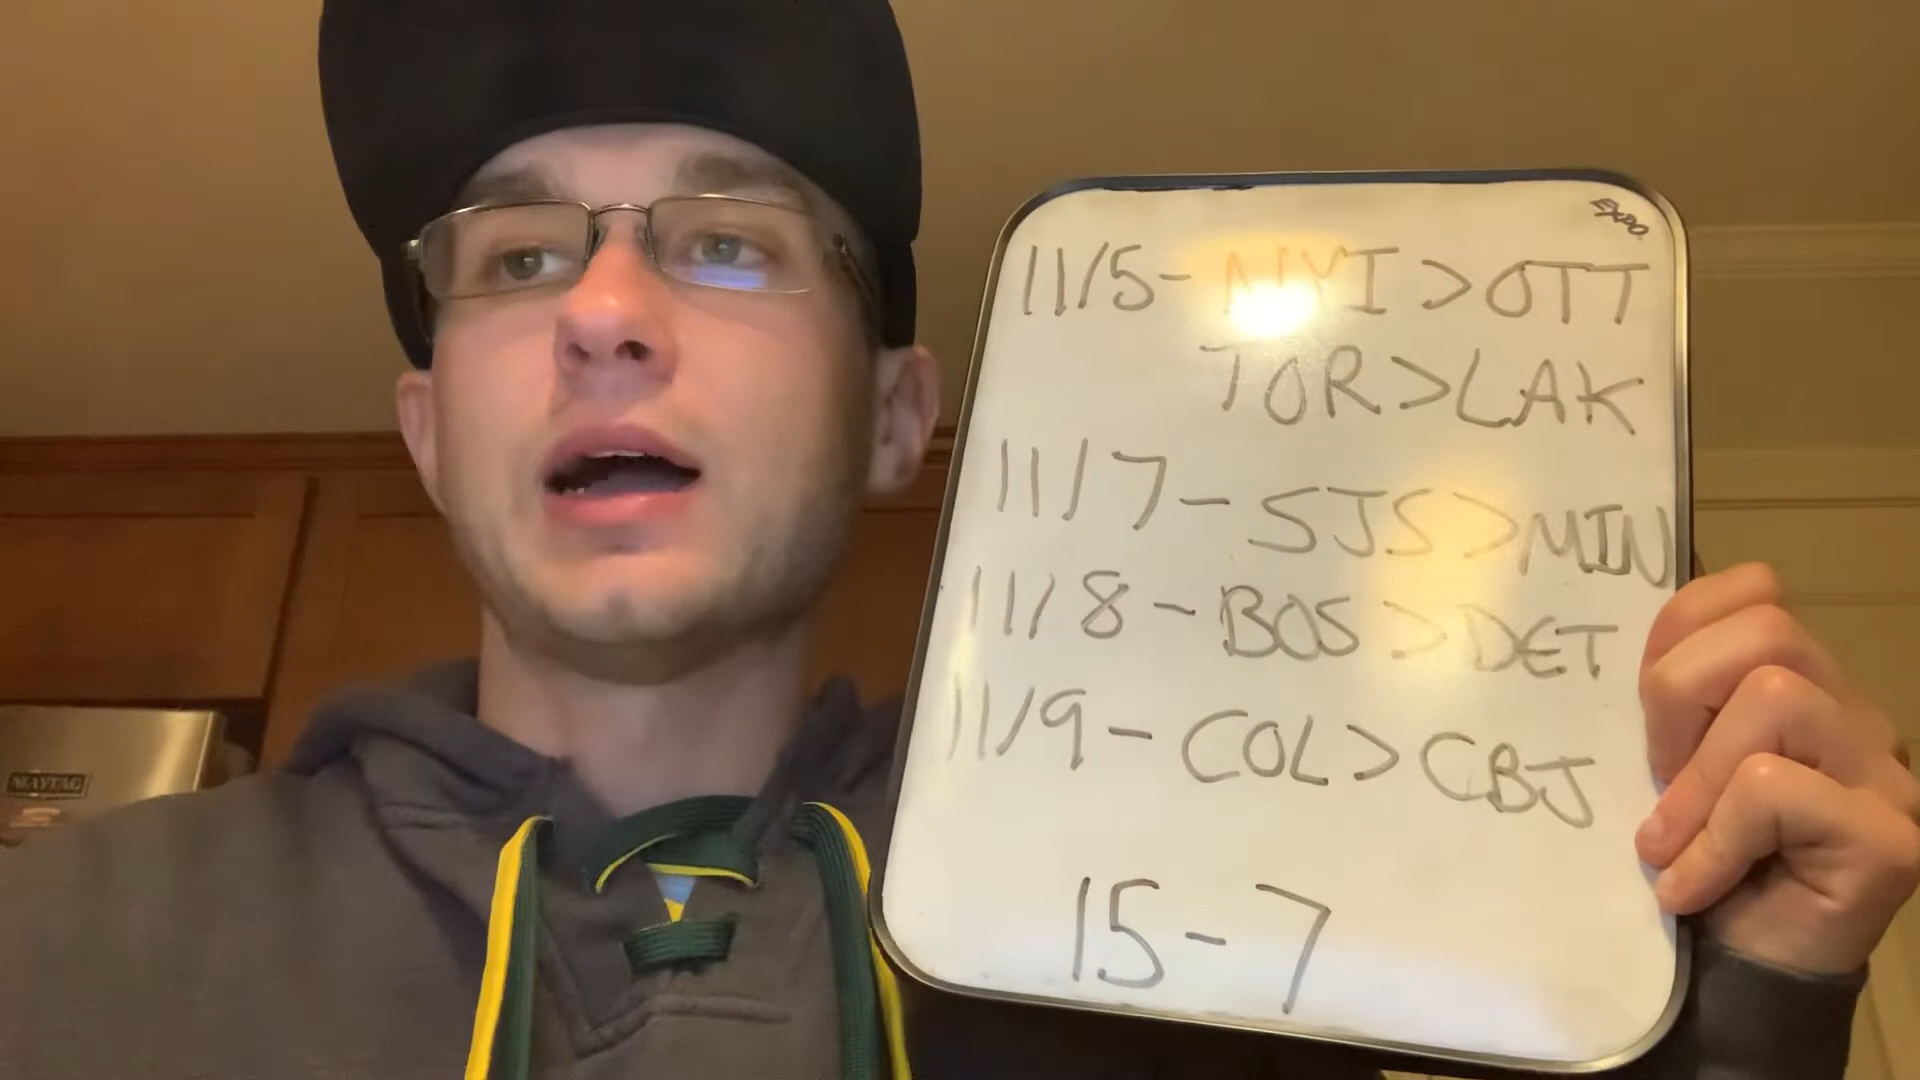 EXPO
11/5- NYI>OTT
TOR>LAK
11/7- SJS>MIN
11/8- BOS>DET
11/9- COL>CBJ
15-7
MAYTAG